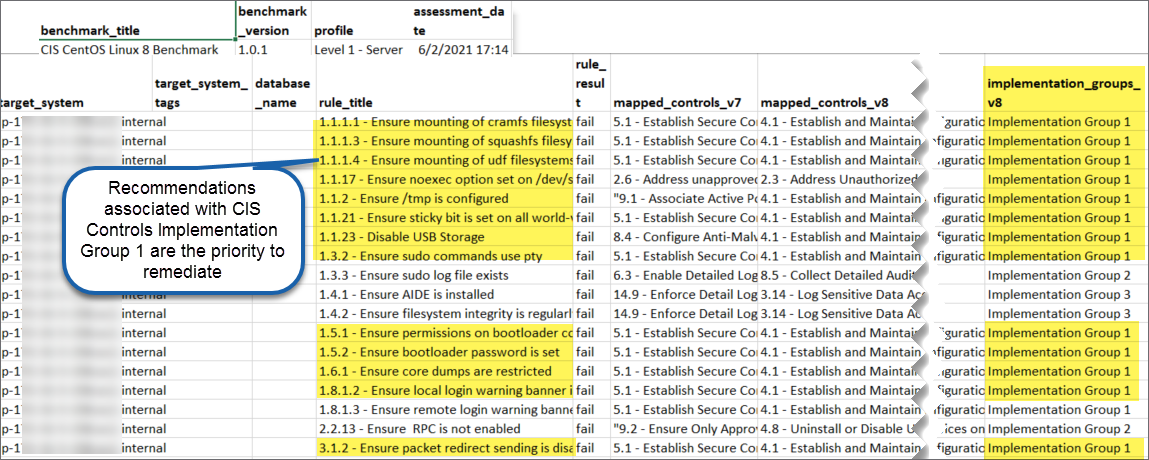 benchmark_title benchmark_version profile assessment_date
CIS CentOS Linux 8 Benchmark 1.0.1 Level 1 - Server 6/2/2021 17:14
target_system target_system_tags database_name rule_title rule_result mapped_controls_v7 mapped_controls_v8 implementation_groups_v8
p-1 internal 1.1.1.1 - Ensure mounting of cramfs filesyst fail 5.1 - Establish Secure Co 4.1 - Establish and Maintain Implementation Group 1
p-1 internal 1.1.1.3 - Ensure mounting of squashfs filesy fail 5.1 - Establish Secure Co 4.1 - Establish and Maintain Implementation Group 1
p-1 internal 1.1.1.4 - Ensure mounting of udf filesystems fail 5.1 - Establish Secure Co 4.1 - Establish and Maintain Implementation Group 1
1.1.17 - Ensure noexec option set on /dev/s fail 2.6 - Address unapproved 2.3 - Address Unauthorized Implementation Group 1
1.1.2 - Ensure /tmp is configured fail "9.1 - Associate Active Po 4.1 - Establish and Maintain Implementation Group 1
1.1.21 - Ensure sticky bit is set on all world- fail 5.1 - Establish Secure Co 4.1 - Establish and Maintain Implementation Group 1
1.1.23 - Disable USB Storage fail 8.4 - Configure Anti-Mal 4.1 - Establish and Maintain Implementation Group 1
1.3.2 - Ensure sudo commands use pty fail 5.1 - Establish Secure Co 4.1 - Establish and Maintain Implementation Group 1
1.3.3 - Ensure sudo log file exists fail 6.3 - Enable Detailed Log 8.5 - Collect Detailed Audit Implementation Group 2
Recommendations
associated with CIS
Controls Implementation
Group 1 are the priority to
remediate
p-1 internal 1.4.1 - Ensure AIDE is installed fail 14.9 - Enforce Detail Log 3.14 - Log Sensitive Data Ac Implementation Group 3
p-1 internal 1.4.2 - Ensure filesystem integrity is regularl fail 14.9 - Enforce Detail Log 3.14 - Log Sensitive Data Ac Implementation Group 3
p-1 internal 1.5.1 - Ensure permissions on bootloader co fail 5.1 - Establish Secure Co 4.1 - Establish and Maintain Implementation Group 1
p-1 internal 1.5.2 - Ensure bootloader password is set fail 5.1 - Establish Secure Co 4.1 - Establish and Maintain Implementation Group 1
p-1 internal 1.6.1 - Ensure core dumps are restricted fail 5.1 - Establish Secure Co 4.1 - Establish and Maintain Implementation Group 1
p-1 internal 1.8.1.2 - Ensure local login warning banner i fail 5.1 - Establish Secure Co 4.1 - Establish and Maintain Implementation Group 1
p-1 internal 1.8.1.3 - Ensure remote login warning bann fail 5.1 - Establish Secure Co 4.1 - Establish and Maintain Implementation Group 1
p-1 internal 2.2.13 - Ensure RPC is not enabled fail "9.2 - Ensure Only Appro 4.8 - Uninstall or Disable U ices on Implementation Group 2
p-1 internal 3.1.2 - Ensure packet redirect sending is disa fail 5.1 - Establish Secure Co 4.1 - Establish and Maintain Implementation Group 1